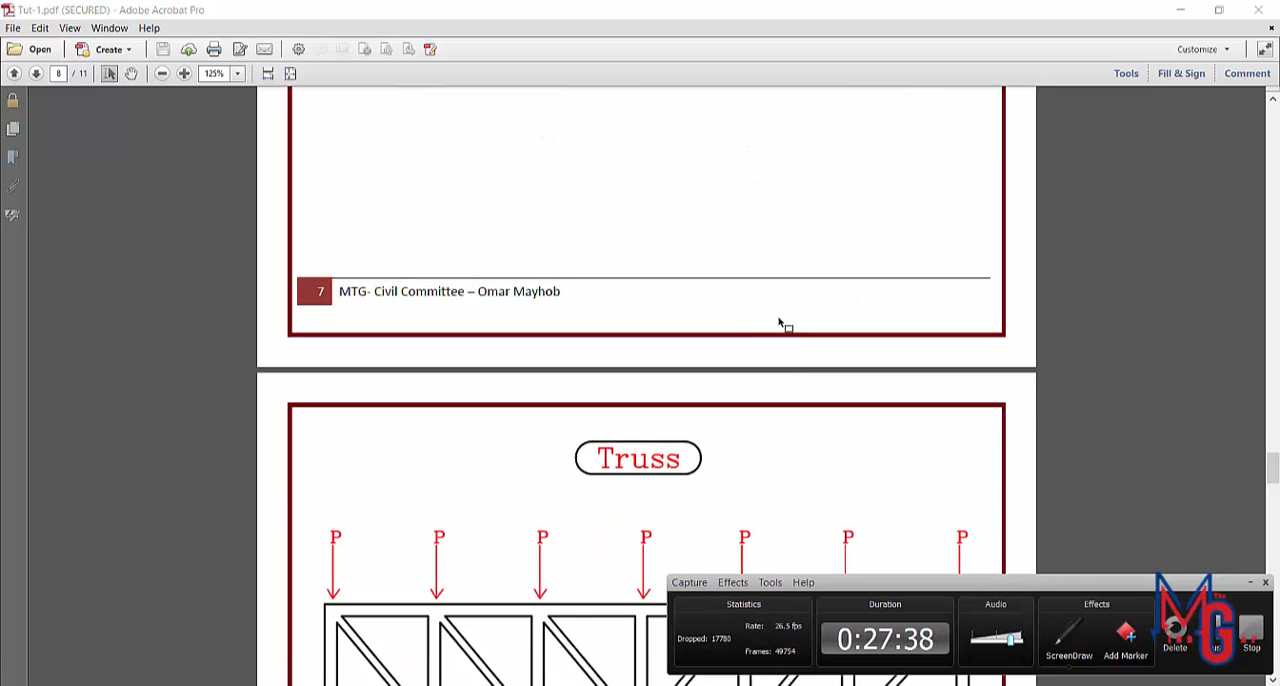 Tut-1.pdf (SECURED) - Adobe Acrobat Pro
File Edit View Window Help
Open Create Customize
8 / 11 125% Tools Fill & Sign Comment
7 MTG- Civil Committee – Omar Mayhob
Truss
P P P P P P P
Capture Effects Tools Help
Statistics Duration Audio Effects
Rate: 26.5 fps
Dropped: 17780
Frames: 49754
0:27:38
ScreenDraw Add Marker Delete Stop
The
MG